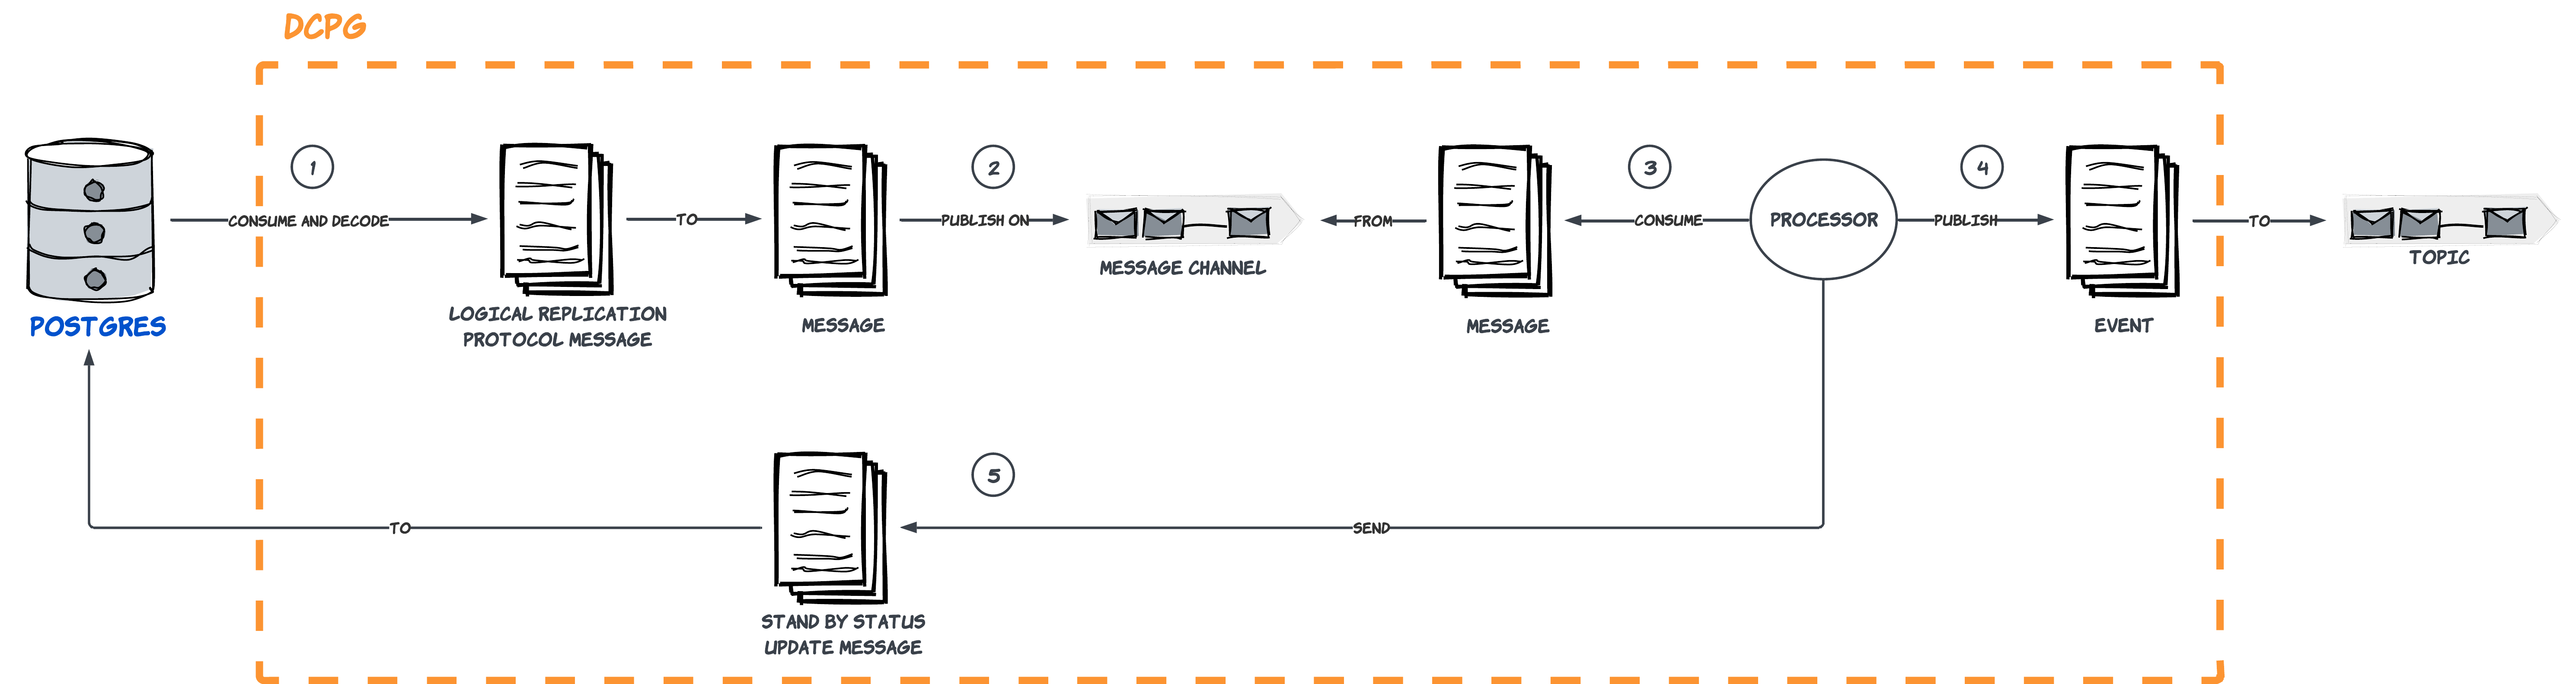 DCPG
1
2
3
4
CONSUME AND DECODE
TO
PUBLISH ON
FROM
CONSUME
PROCESSOR
PUBLISH
TO
MESSAGE CHANNEL
TOPIC
POSTGRES
LOGICAL REPLICATION
PROTOCOL MESSAGE
MESSAGE
MESSAGE
EVENT
5
TO
SEND
STAND BY STATUS
UPDATE MESSAGE